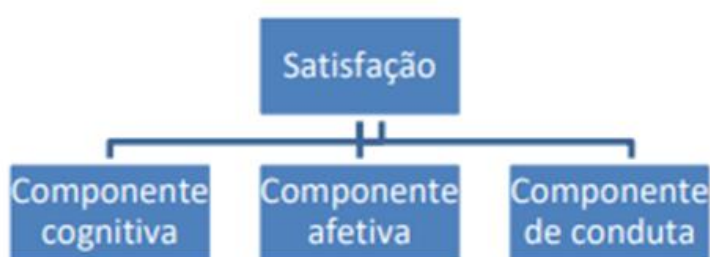 Satisfação
Componente
cognitiva
Componente
afetiva
Componente
de conduta